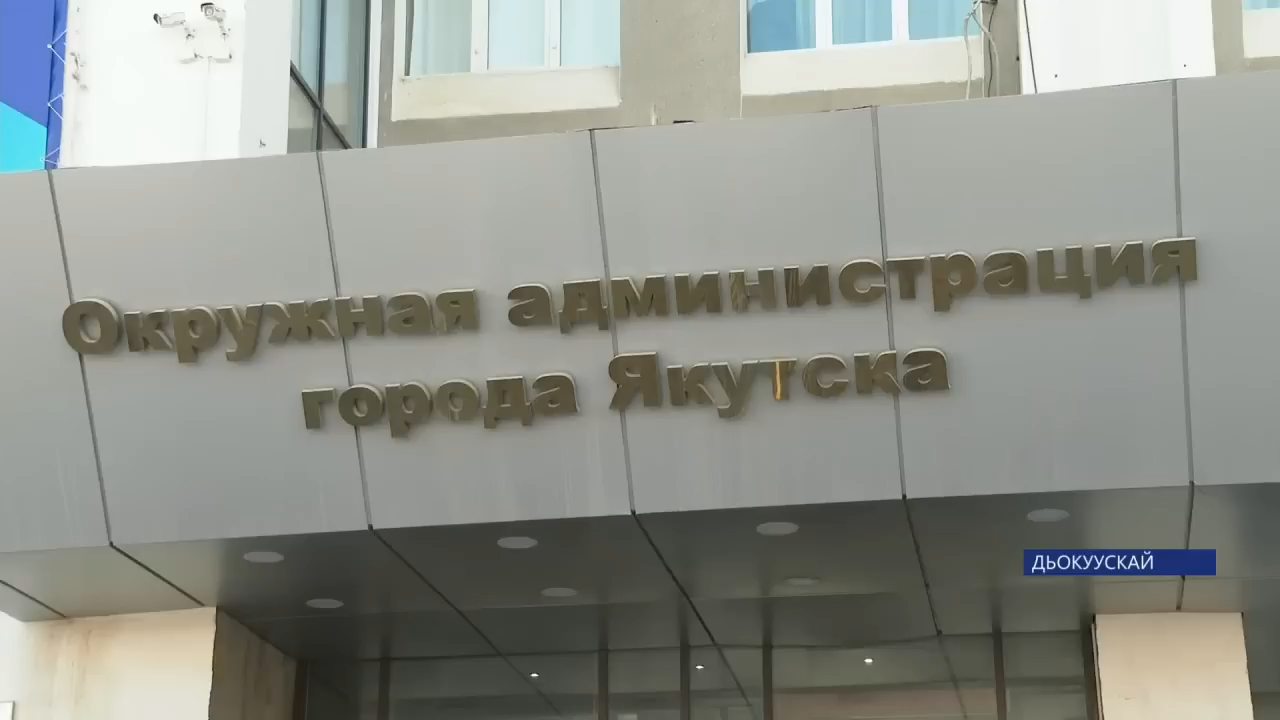 Окружная администрация
города Якутска
ДЬОКУУСКАЙ